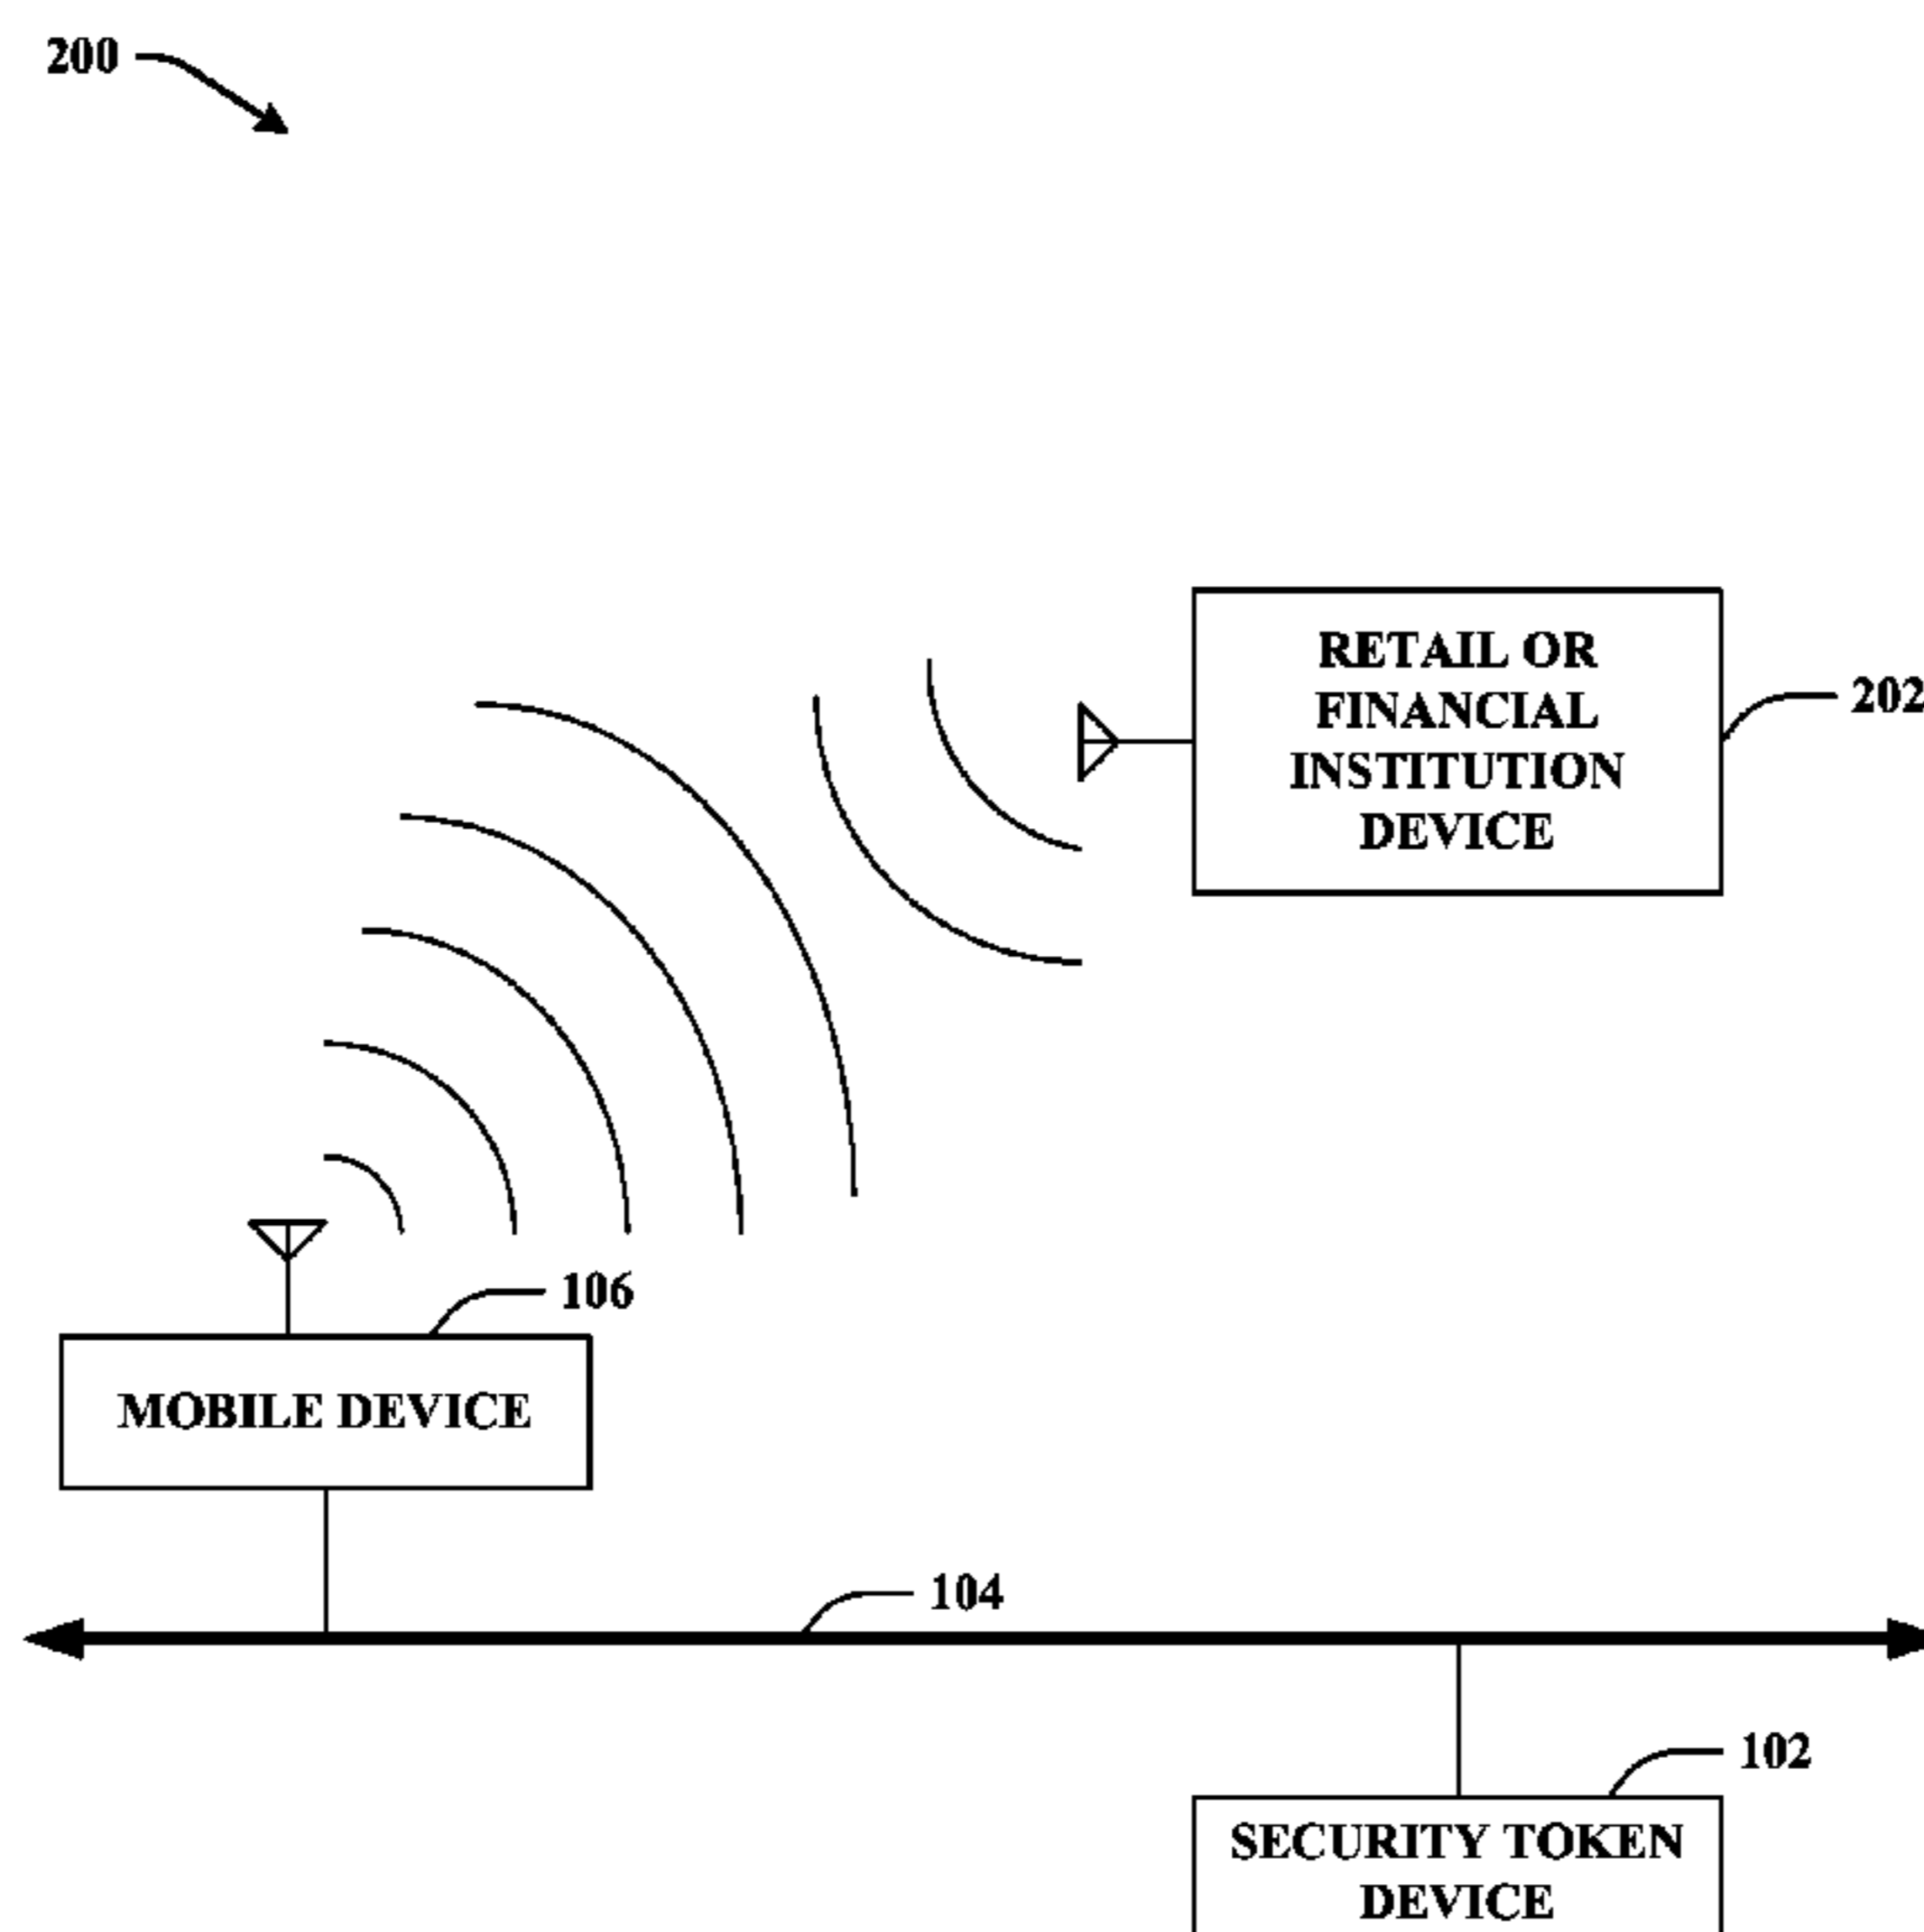 200
RETAIL OR
FINANCIAL
INSTITUTION
DEVICE
202
106
MOBILE DEVICE
104
102
SECURITY TOKEN
DEVICE